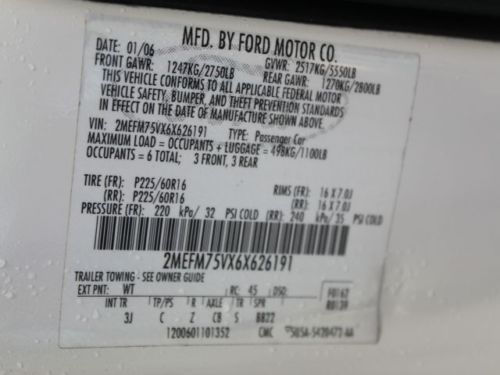 MFD. BY FORD MOTOR CO.
DATE: 01/06 GVWR: 2517KG/5550LB
FRONT GAWR: 1247KG/2750LB REAR GAWR: 1270KG/2800LB
THIS VEHICLE CONFORMS TO ALL APPLICABLE FEDERAL MOTOR
VEHICLE SAFETY, BUMPER, AND THEFT PREVENTION STANDARDS
IN EFFECT ON THE DATE OF MANUFACTURE SHOWN ABOVE.
VIN: 2MEFM75VX6X626191 TYPE: Passenger Car
MAXIMUM LOAD = OCCUPANTS + LUGGAGE = 498KG/1100LB
OCCUPANTS = 6 TOTAL: 3 FRONT, 3 REAR
TIRE (FR): P225/60R16 RIMS (FR): 16 X 7.0J
(RR): P225/60R16 (RR): 16 X 7.0J
PRESSURE (FR): 220 kPa/ 32 PSI COLD (RR): 240 kPa/ 35 PSI COLD
2MEFM75VX6X626191
TRAILER TOWING - SEE OWNER GUIDE
EXT PNT: WT RC: 45 DSO:
INT TR TP/PS R AXLE TR SPR
3J C Z CB S BB22
1200601101352 CMC